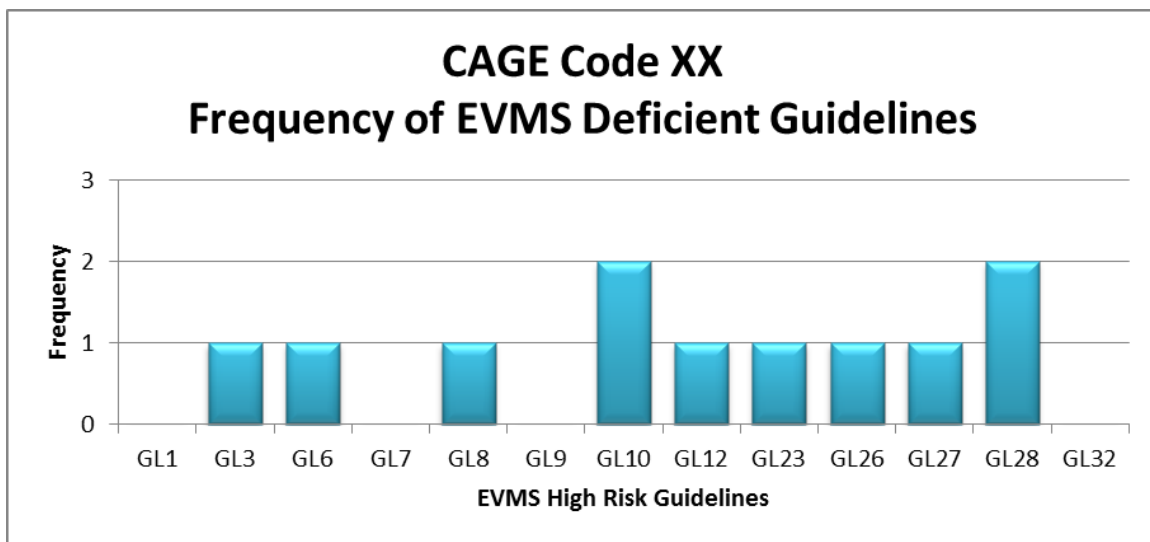 CAGE Code XX
Frequency of EVMS Deficient Guidelines
3
2
1
0
Frequency
GL1 GL3 GL6 GL7 GL8 GL9 GL10 GL12 GL23 GL26 GL27 GL28 GL32
EVMS High Risk Guidelines